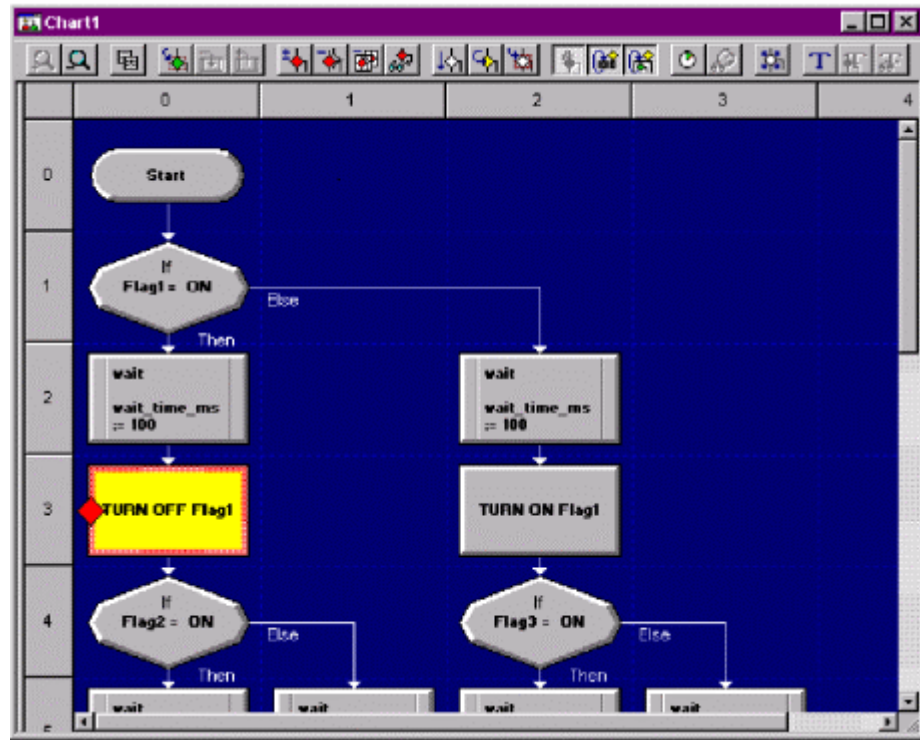 Chart1
T
0 1 2 3 4
0
Start
1
If
Flag1 = ON
Else
Then
2
wait
wait_time_ms
:= 100
wait
wait_time_ms
:= 100
3
TURN OFF Flag1
TURN ON Flag1
4
If
Flag2 = ON
Else
Then
If
Flag3 = ON
Else
Then
5
wait
wait
wait
wait